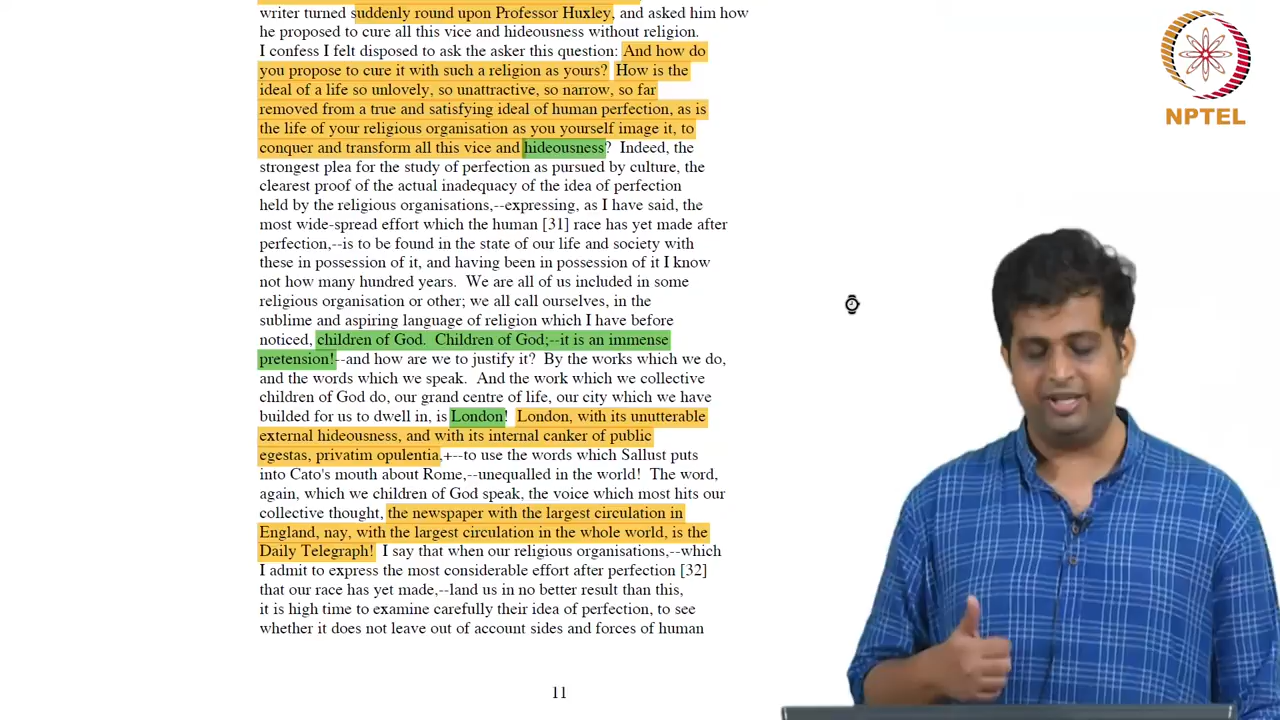 writer turned suddenly round upon Professor Huxley, and asked him how
he proposed to cure all this vice and hideousness without religion.
I confess I felt disposed to ask the asker this question: And how do
you propose to cure it with such a religion as yours? How is the
ideal of a life so unlovely, so unattractive, so narrow, so far
removed from a true and satisfying ideal of human perfection, as is
the life of your religious organisation as you yourself image it, to
conquer and transform all this vice and hideousness? Indeed, the
strongest plea for the study of perfection as pursued by culture, the
clearest proof of the actual inadequacy of the idea of perfection
held by the religious organisations,--expressing, as I have said, the
most wide-spread effort which the human [31] race has yet made after
perfection,--is to be found in the state of our life and society with
these in possession of it, and having been in possession of it I know
not how many hundred years. We are all of us included in some
religious organisation or other; we all call ourselves, in the
sublime and aspiring language of religion which I have before
noticed, children of God. Children of God;--it is an immense
pretension!--and how are we to justify it? By the works which we do,
and the words which we speak. And the work which we collective
children of God do, our grand centre of life, our city which we have
builded for us to dwell in, is London! London, with its unutterable
external hideousness, and with its internal canker of public
egestas, privatim opulentia,+--to use the words which Sallust puts
into Cato's mouth about Rome,--unequalled in the world! The word,
again, which we children of God speak, the voice which most hits our
collective thought, the newspaper with the largest circulation in
England, nay, with the largest circulation in the whole world, is the
Daily Telegraph! I say that when our religious organisations,--which
I admit to express the most considerable effort after perfection [32]
that our race has yet made,--land us in no better result than this,
it is high time to examine carefully their idea of perfection, to see
whether it does not leave out of account sides and forces of human
11
NPTEL